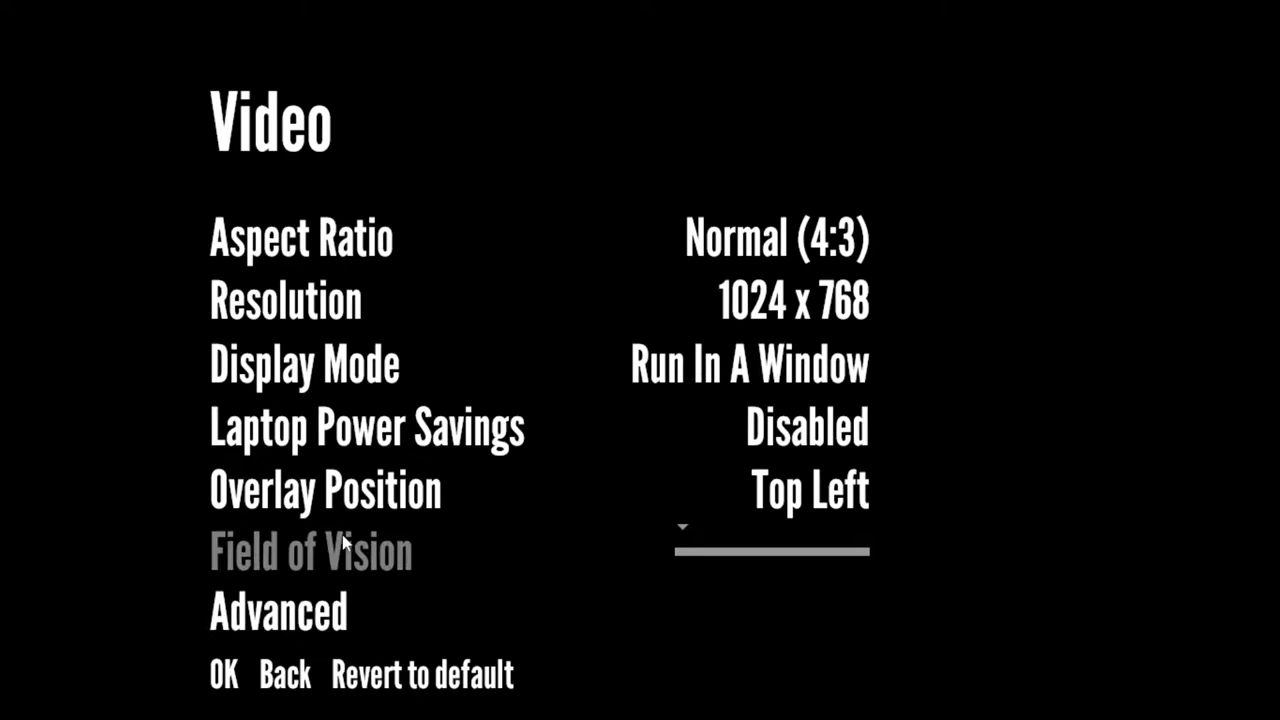 Video
Aspect Ratio Normal (4:3)
Resolution 1024 x 768
Display Mode Run In A Window
Laptop Power Savings Disabled
Overlay Position Top Left
Field of Vision
Advanced
OK Back Revert to default